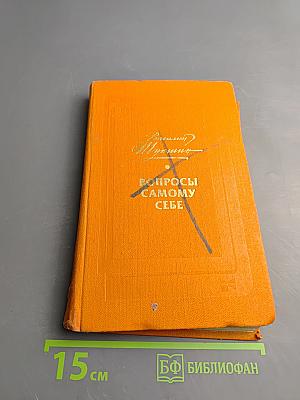 Василий
Шукшин
ВОПРОСЫ
САМОМУ
СЕБЕ
15 см
БФ БИБЛИОФАН